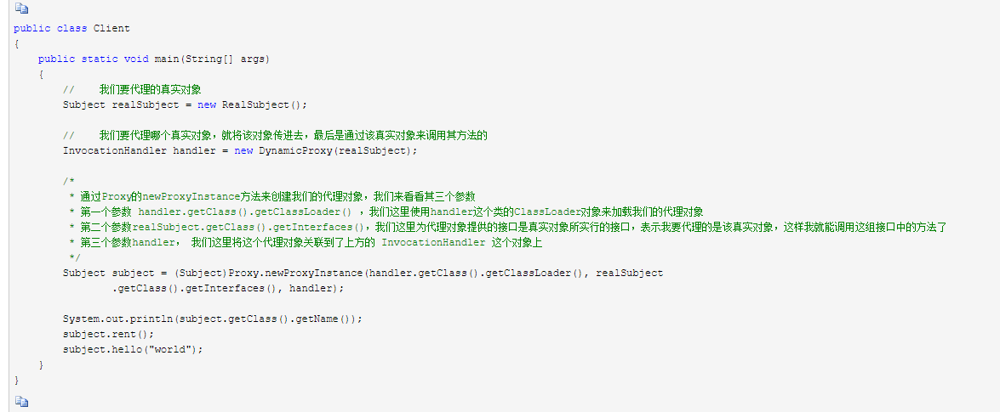 public class Client
{
    public static void main(String[] args)
    {
        //    我们要代理的真实对象
        Subject realSubject = new RealSubject();
        //    我们要代理哪个真实对象，就将该对象传进去，最后是通过该真实对象来调用其方法的
        InvocationHandler handler = new DynamicProxy(realSubject);
        /*
         * 通过Proxy的newProxyInstance方法来创建我们的代理对象，我们来看看其三个参数
         * 第一个参数 handler.getClass().getClassLoader() ，我们这里使用handler这个类的ClassLoader对象来加载我们的代理对象
         * 第二个参数realSubject.getClass().getInterfaces()，我们这里为代理对象提供的接口是真实对象所实行的接口，表示我要代理的是该真实对象，这样我就能调用这组接口中的方法了
         * 第三个参数handler， 我们这里将这个代理对象关联到了上方的 InvocationHandler 这个对象上
         */
        Subject subject = (Subject)Proxy.newProxyInstance(handler.getClass().getClassLoader(), realSubject
                .getClass().getInterfaces(), handler);
        System.out.println(subject.getClass().getName());
        subject.rent();
        subject.hello("world");
    }
}